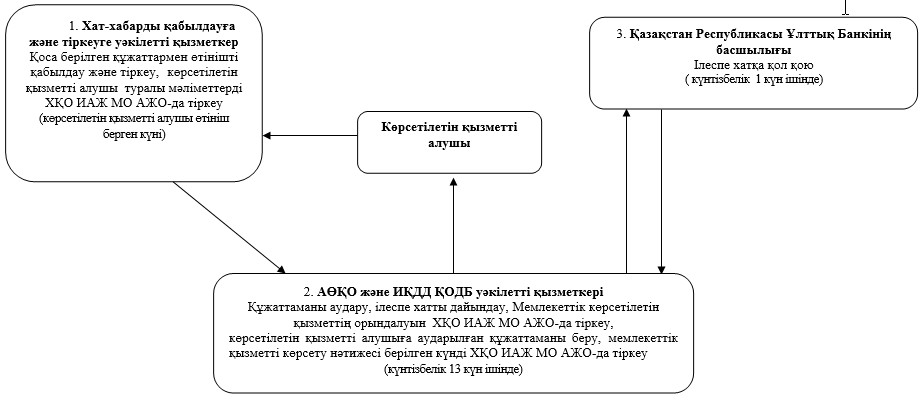 1. Хат-хабарды қабылдауға
және тіркеуге уәкілетті қызметкер
Қоса берілген құжаттармен өтінішті
қабылдау және тіркеу, көрсетілетін
қызметті алушы туралы мәліметтерді
ХҚО ИАЖ МО АЖО-да тіркеу
(көрсетілетін қызметті алушы өтініш
берген күні)
Көрсетілетін қызметті
алушы
3. Қазақстан Республикасы Ұлттық Банкінің
басшылығы
Ілеспе хатқа қол қою
( күнтізбелік 1 күн ішінде)
2. АӨҚО және ИҚДД ҚОДБ уәкілетті қызметкері
Құжаттаманы аудару, ілеспе хатты дайындау, Мемлекеттік көрсетілетін
қызметтің орындалуын ХҚО ИАЖ МО АЖО-да тіркеу,
көрсетілетін қызметті алушыға аударылған құжаттаманы беру, мемлекеттік
қызметті көрсету нәтижесі берілген күнді ХҚО ИАЖ МО АЖО-да тіркеу
(күнтізбелік 13 күн ішінде)